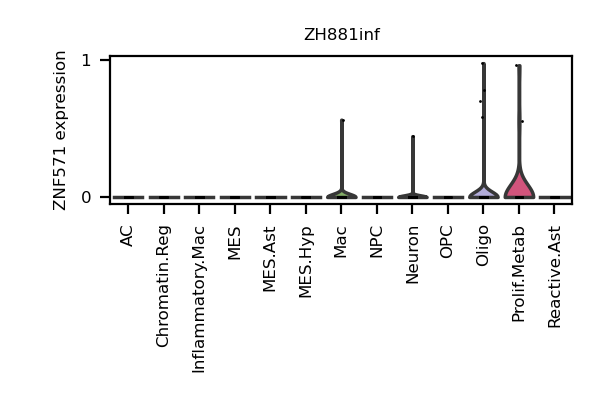 ZH881inf
ZNF571 expression
1
0
AC
Chromatin.Reg
Inflammatory.Mac
MES
MES.Ast
MES.Hyp
Mac
NPC
Neuron
OPC
Oligo
Prolif.Metab
Reactive.Ast